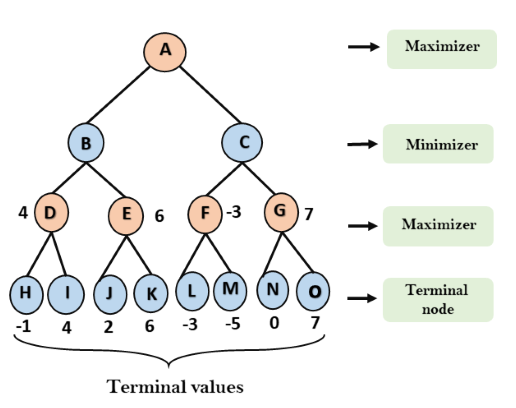 A
Maximizer
B
C
Minimizer
4 D
E 6
F -3
G 7
Maximizer
H I J K L M N O
Terminal
node
-1 4 2 6 -3 -5 0 7
Terminal values